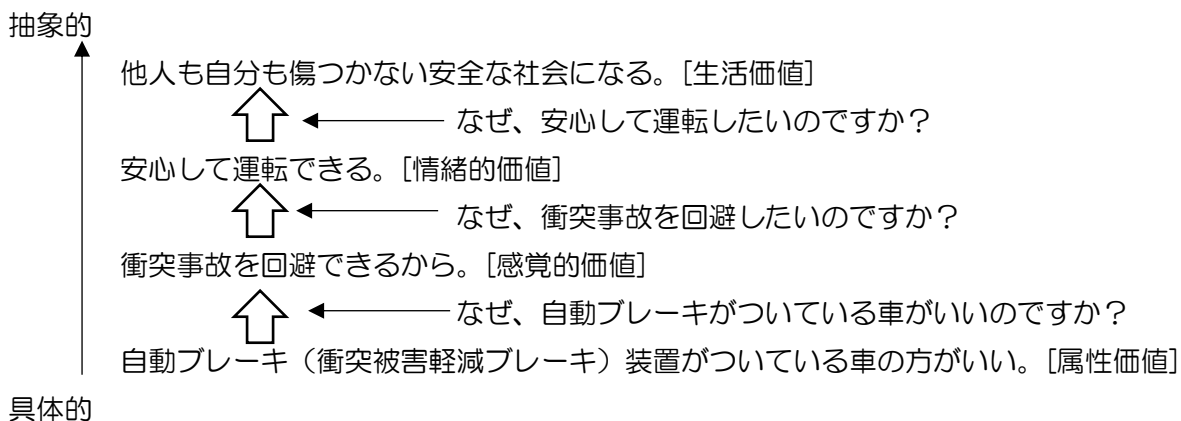 抽象的
他人も自分も傷つかない安全な社会になる。[生活価値]
なぜ、安心して運転したいのですか？
安心して運転できる。[情緒的価値]
なぜ、衝突事故を回避したいのですか？
衝突事故を回避できるから。[感覚的価値]
なぜ、自動ブレーキがついている車がいいのですか？
自動ブレーキ（衝突被害軽減ブレーキ）装置がついている車の方がいい。[属性価値]
具体的